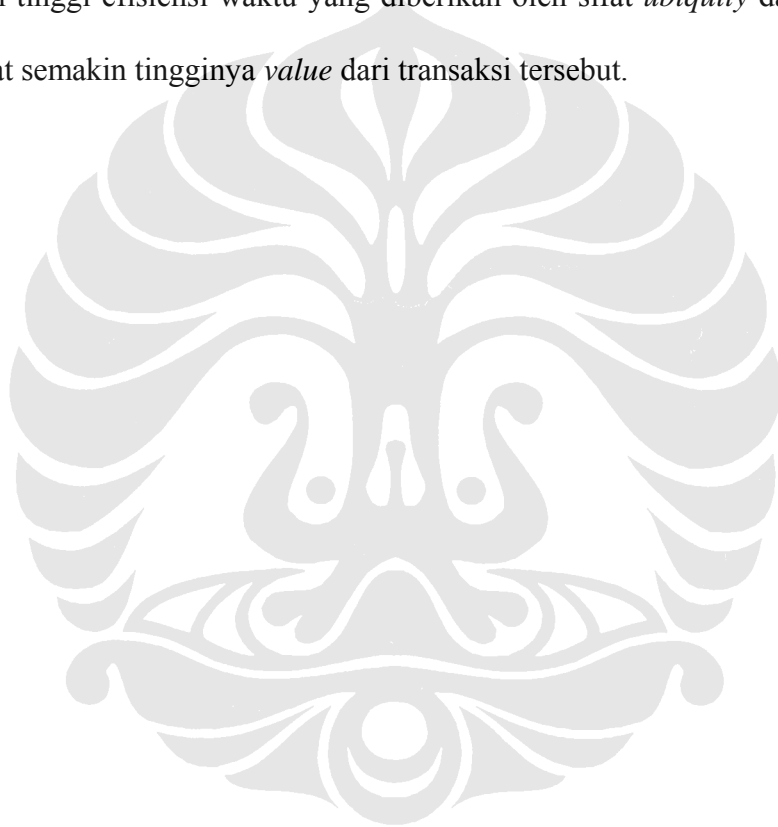 tinggi efisiensi waktu yang diberikan oleh sifat ubiquity
semakin tingginya value dari transaksi tersebut.